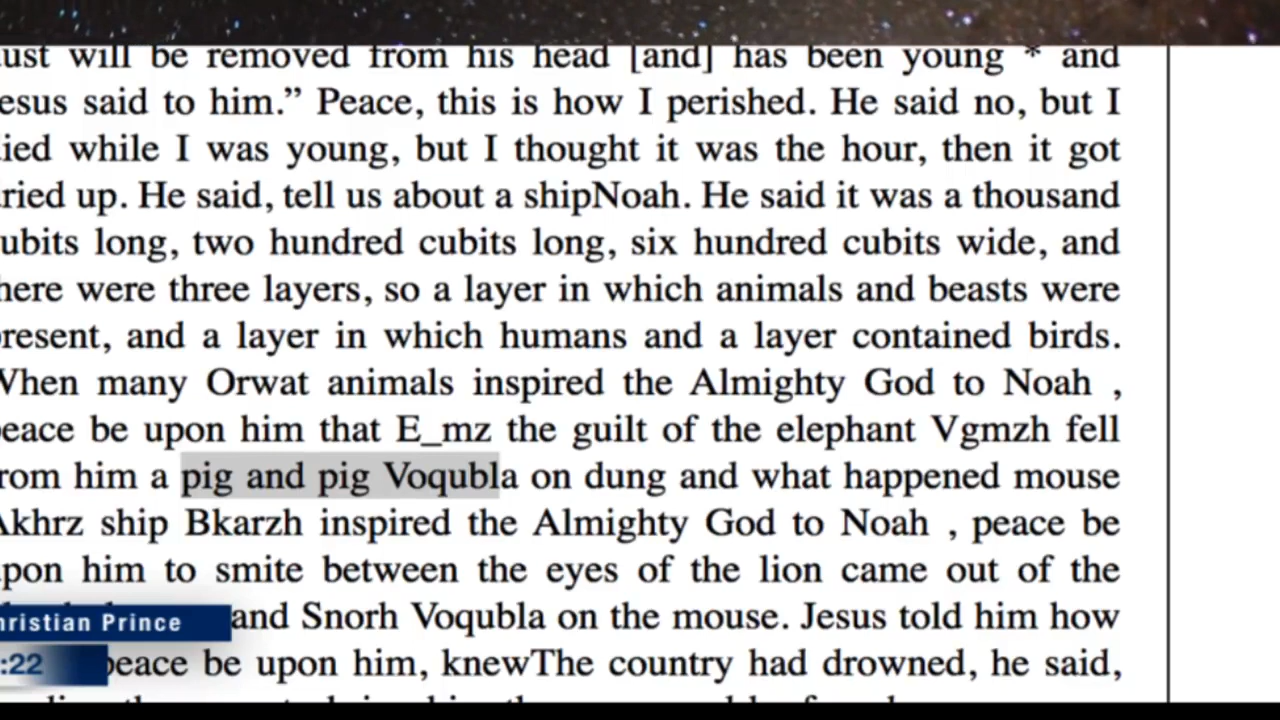 ust will be removed from his head [and] has been young * and
esus said to him.” Peace, this is how I perished. He said no, but I
ied while I was young, but I thought it was the hour, then it got
ried up. He said, tell us about a shipNoah. He said it was a thousand
ubits long, two hundred cubits long, six hundred cubits wide, and
here were three layers, so a layer in which animals and beasts were
resent, and a layer in which humans and a layer contained birds.
When many Orwat animals inspired the Almighty God to Noah ,
peace be upon him that E_mz the guilt of the elephant Vgmzh fell
rom him a pig and pig Voqubla on dung and what happened mouse
Akhrz ship Bkarzh inspired the Almighty God to Noah , peace be
upon him to smite between the eyes of the lion came out of the
and Snorh Voqubla on the mouse. Jesus told him how
hristian Prince
peace be upon him, knewThe country had drowned, he said,
:22